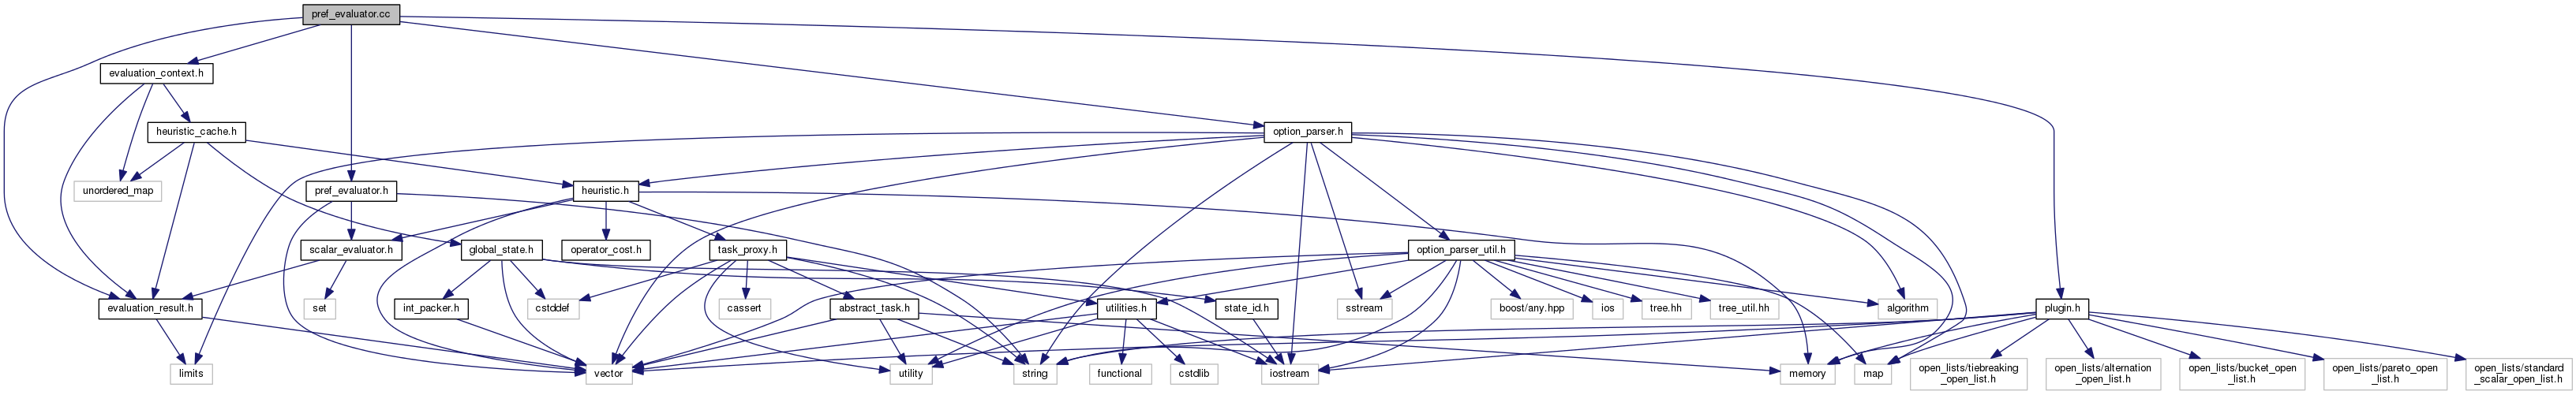 pref_evaluator.cc
evaluation_context.h
heuristic_cache.h
option_parser.h
unordered_map
pref_evaluator.h
heuristic.h
scalar_evaluator.h
global_state.h
operator_cost.h
task_proxy.h
option_parser_util.h
evaluation_result.h
set
int_packer.h
cstddef
cassert
abstract_task.h
utilities.h
state_id.h
sstream
boost/any.hpp
ios
tree.hh
tree_util.hh
algorithm
plugin.h
limits
vector
utility
string
functional
cstdlib
iostream
memory
map
open_lists/tiebreaking
_open_list.h
open_lists/alternation
_open_list.h
open_lists/bucket_open
_list.h
open_lists/pareto_open
_list.h
open_lists/standard
_scalar_open_list.h